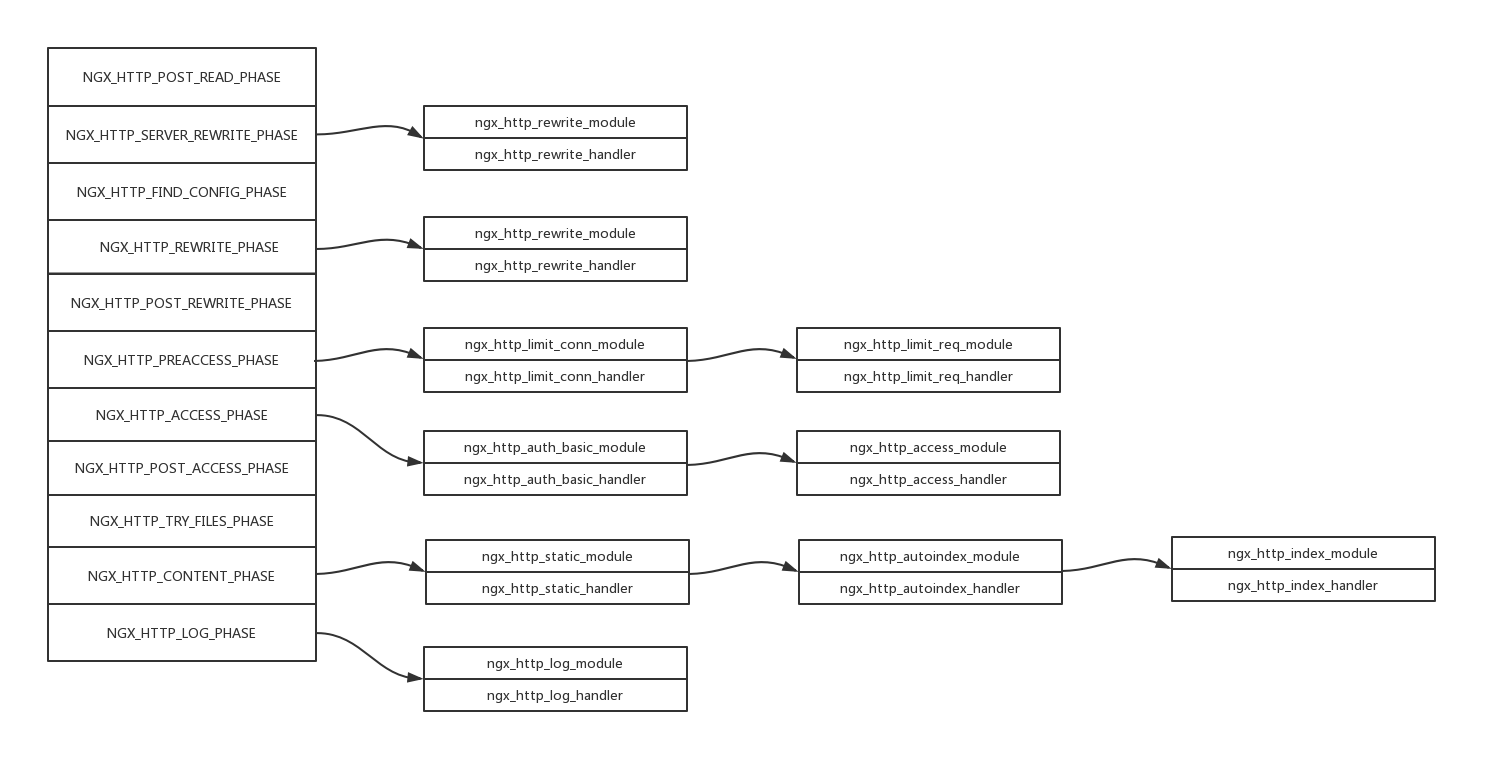 NGX_HTTP_POST_READ_PHASE
NGX_HTTP_SERVER_REWRITE_PHASE
ngx_http_rewrite_module
ngx_http_rewrite_handler
NGX_HTTP_FIND_CONFIG_PHASE
NGX_HTTP_REWRITE_PHASE
ngx_http_rewrite_module
ngx_http_rewrite_handler
NGX_HTTP_POST_REWRITE_PHASE
NGX_HTTP_PREACCESS_PHASE
ngx_http_limit_conn_module
ngx_http_limit_conn_handler
ngx_http_limit_req_module
ngx_http_limit_req_handler
NGX_HTTP_ACCESS_PHASE
ngx_http_auth_basic_module
ngx_http_auth_basic_handler
ngx_http_access_module
ngx_http_access_handler
NGX_HTTP_POST_ACCESS_PHASE
NGX_HTTP_TRY_FILES_PHASE
NGX_HTTP_CONTENT_PHASE
ngx_http_static_module
ngx_http_static_handler
ngx_http_autoindex_module
ngx_http_autoindex_handler
ngx_http_index_module
ngx_http_index_handler
NGX_HTTP_LOG_PHASE
ngx_http_log_module
ngx_http_log_handler